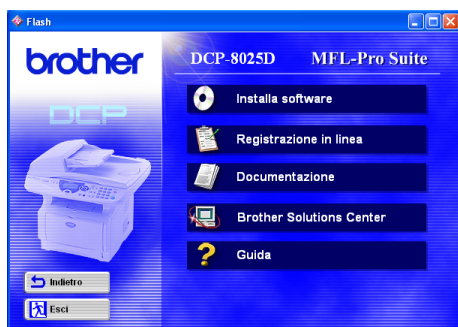 Flash
brother
DCP-8025D MFL-Pro Suite
DCP
Installa software
Registrazione in linea
Documentazione
Brother Solutions Center
Guida
Indietro
Esci